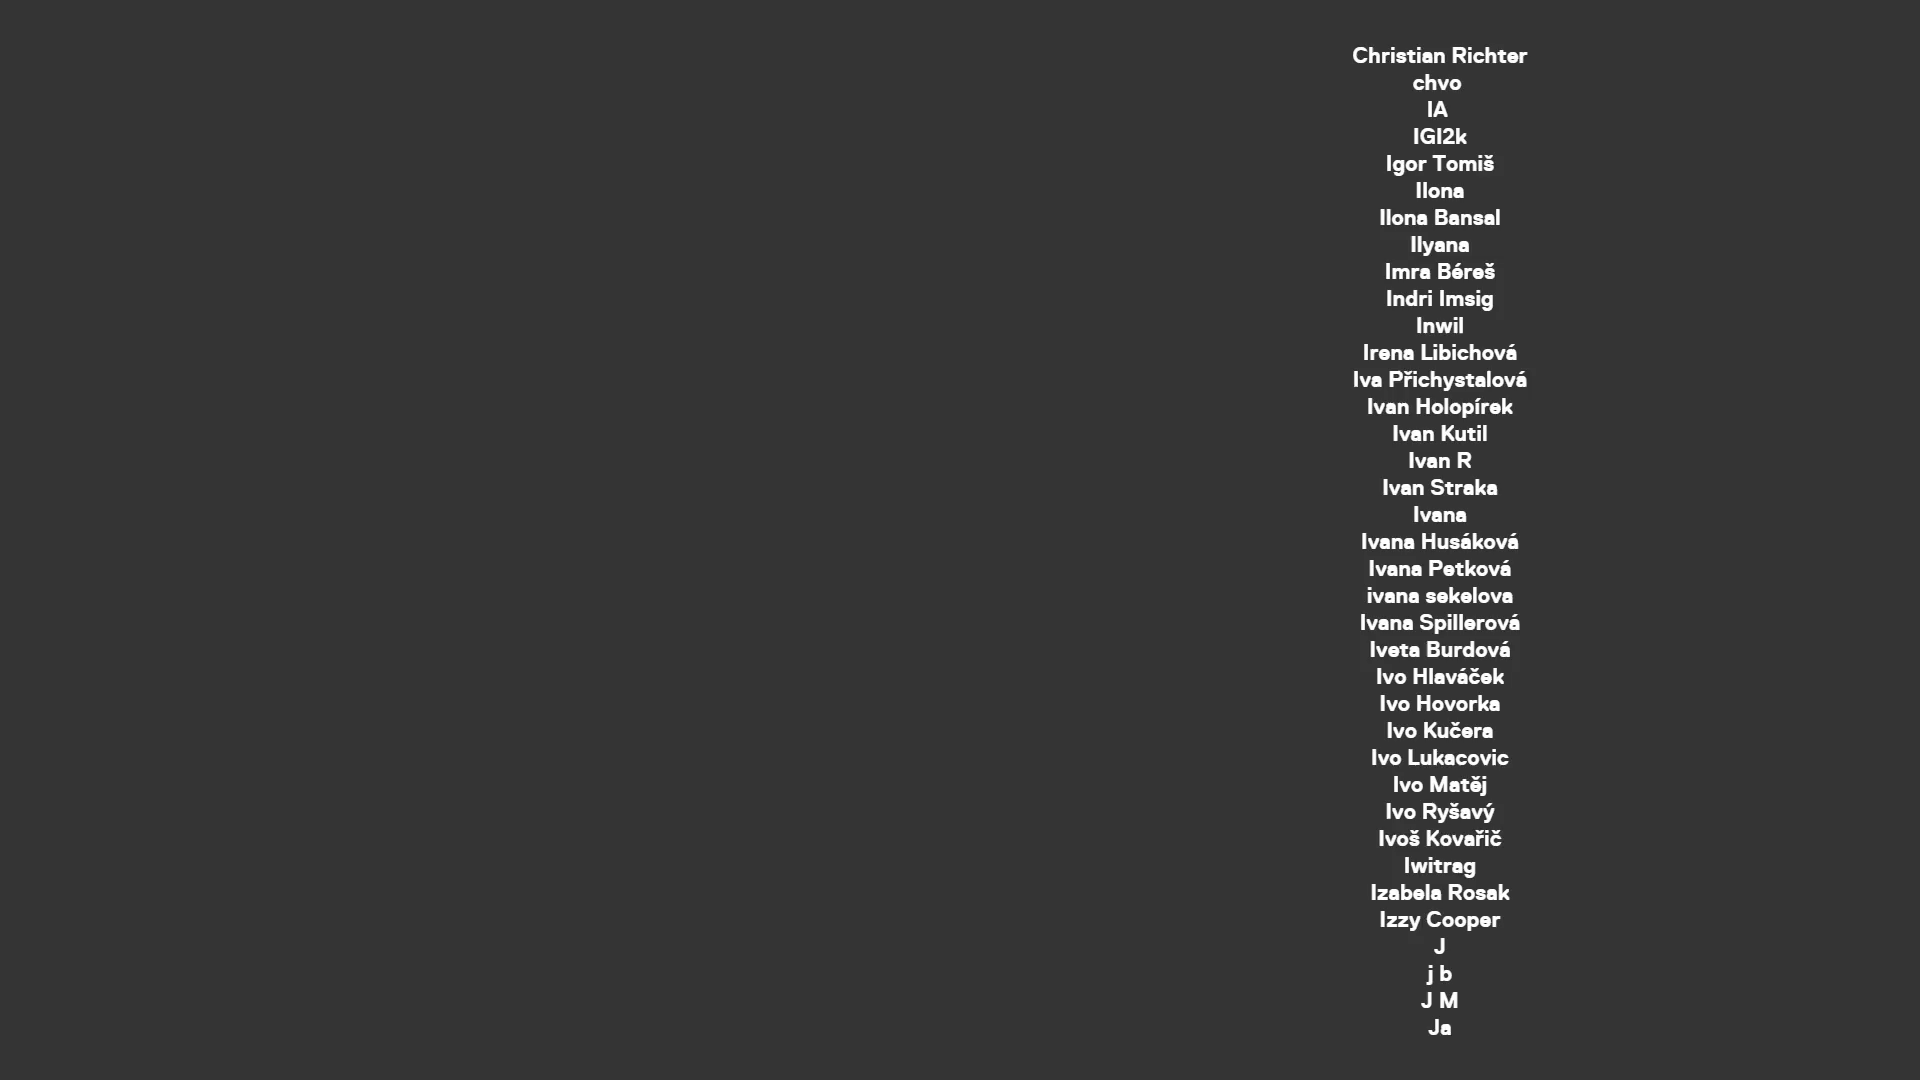 Christian Richter
chvo
IA
IGI2k
Igor Tomiš
Ilona
Ilona Bansal
Ilyana
Imra Béreš
Indri Imsig
Inwil
Irena Libichová
Iva Přichystalová
Ivan Holopírek
Ivan Kutil
Ivan R
Ivan Straka
Ivana
Ivana Husáková
Ivana Petková
ivana sekelova
Ivana Spillerová
Iveta Burdová
Ivo Hlaváček
Ivo Hovorka
Ivo Kučera
Ivo Lukacovic
Ivo Matěj
Ivo Ryšavý
Ivoš Kovařič
Iwitrag
Izabela Rosak
Izzy Cooper
J
j b
J M
Ja